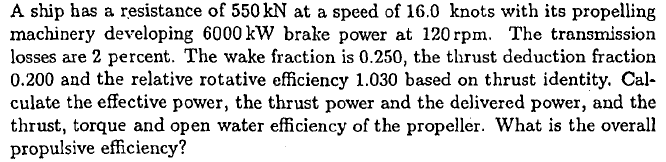 A ship has a resistance of 550 kN at a speed of 16.0 knots with its propelling
machinery developing 6000 kW brake power at 120 rpm. The transmission
losses are 2 percent. The wake fraction is 0.250, the thrust deduction fraction
0.200 and the relative rotative efficiency 1.030 based on thrust identity. Cal-
culate the effective power, the thrust power and the delivered power, and the
thrust, torque and open water efficiency of the propeller. What is the overall
propulsive efficiency?